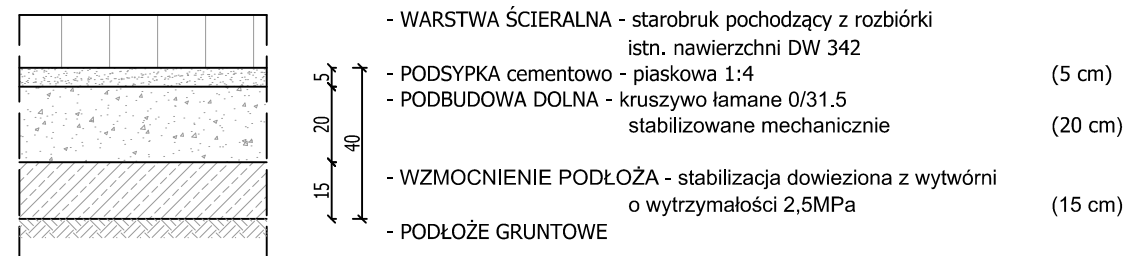 - WARSTWA ŚCIERALNA - starobruk pochodzący z rozbiórki
istn. nawierzchni DW 342
- PODSYPKA cementowo - piaskowa 1:4 (5 cm)
- PODBUDOWA DOLNA - kruszywo łamane 0/31.5
stabilizowane mechanicznie (20 cm)
- WZMOCNIENIE PODŁOŻA - stabilizacja dowieziona z wytwórni
o wytrzymałości 2,5MPa (15 cm)
- PODŁOŻE GRUNTOWE
5
20
40
15